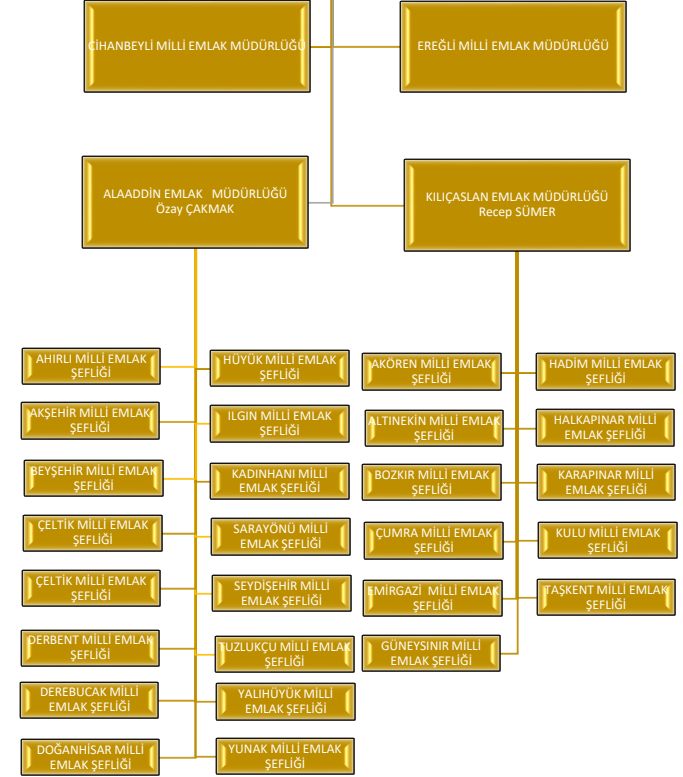 CİHANBEYLİ MİLLİ EMLAK MÜDÜRLÜĞÜ
EREĞLİ MİLLİ EMLAK MÜDÜRLÜĞÜ
ALAADDİN EMLAK MÜDÜRLÜĞÜ
Özay ÇAKMAK
KILIÇASLAN EMLAK MÜDÜRLÜĞÜ
Recep SÜMER
AHIRLI MİLLİ EMLAK
ŞEFLİĞİ
HÜYÜK MİLLİ EMLAK
ŞEFLİĞİ
AKÖREN MİLLİ EMLAK
ŞEFLİĞİ
HADİM MİLLİ EMLAK
ŞEFLİĞİ
AKŞEHİR MİLLİ EMLAK
ŞEFLİĞİ
ILGIN MİLLİ EMLAK
ŞEFLİĞİ
ALTINEKİN MİLLİ EMLAK
ŞEFLİĞİ
HALKAPINAR MİLLİ
EMLAK ŞEFLİĞİ
BEYŞEHİR MİLLİ EMLAK
ŞEFLİĞİ
KADINHANI MİLLİ
EMLAK ŞEFLİĞİ
BOZKIR MİLLİ EMLAK
ŞEFLİĞİ
KARAPINAR MİLLİ
EMLAK ŞEFLİĞİ
ÇELTİK MİLLİ EMLAK
ŞEFLİĞİ
SARAYÖNÜ MİLLİ
EMLAK ŞEFLİĞİ
ÇUMRA MİLLİ EMLAK
ŞEFLİĞİ
KULU MİLLİ EMLAK
ŞEFLİĞİ
ÇELTİK MİLLİ EMLAK
ŞEFLİĞİ
SEYDİŞEHİR MİLLİ
EMLAK ŞEFLİĞİ
EMİRGAZİ MİLLİ EMLAK
ŞEFLİĞİ
TAŞKENT MİLLİ EMLAK
ŞEFLİĞİ
DERBENT MİLLİ EMLAK
ŞEFLİĞİ
TUZLUKÇU MİLLİ EMLAK
ŞEFLİĞİ
GÜNEYSINIR MİLLİ
EMLAK ŞEFLİĞİ
DEREBUCAK MİLLİ
EMLAK ŞEFLİĞİ
YALIHÜYÜK MİLLİ
EMLAK ŞEFLİĞİ
DOĞANHİSAR MİLLİ
EMLAK ŞEFLİĞİ
YUNAK MİLLİ EMLAK
ŞEFLİĞİ